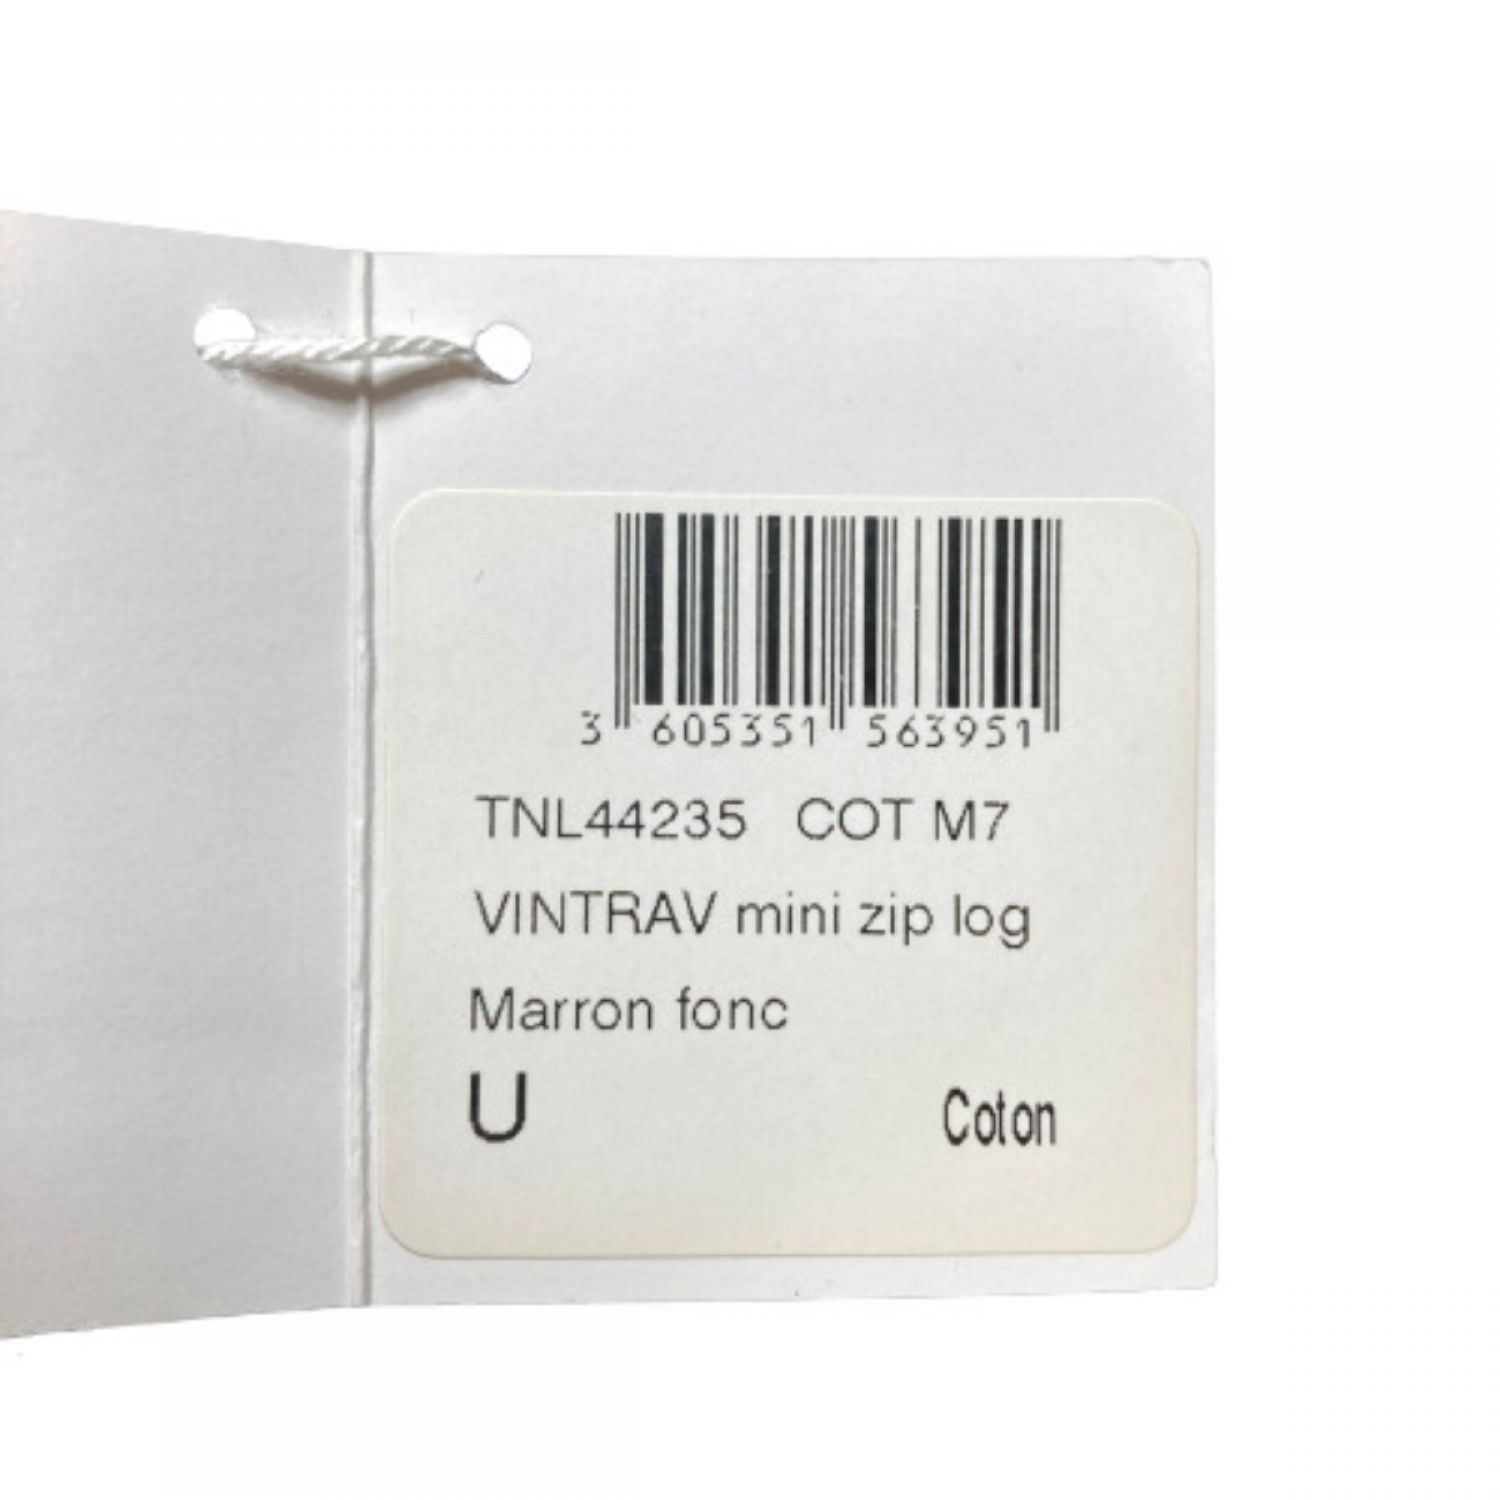 3 605351 563951
TNL44235 COT M7
VINTRAV mini zip log
Marron fonc
U Coton